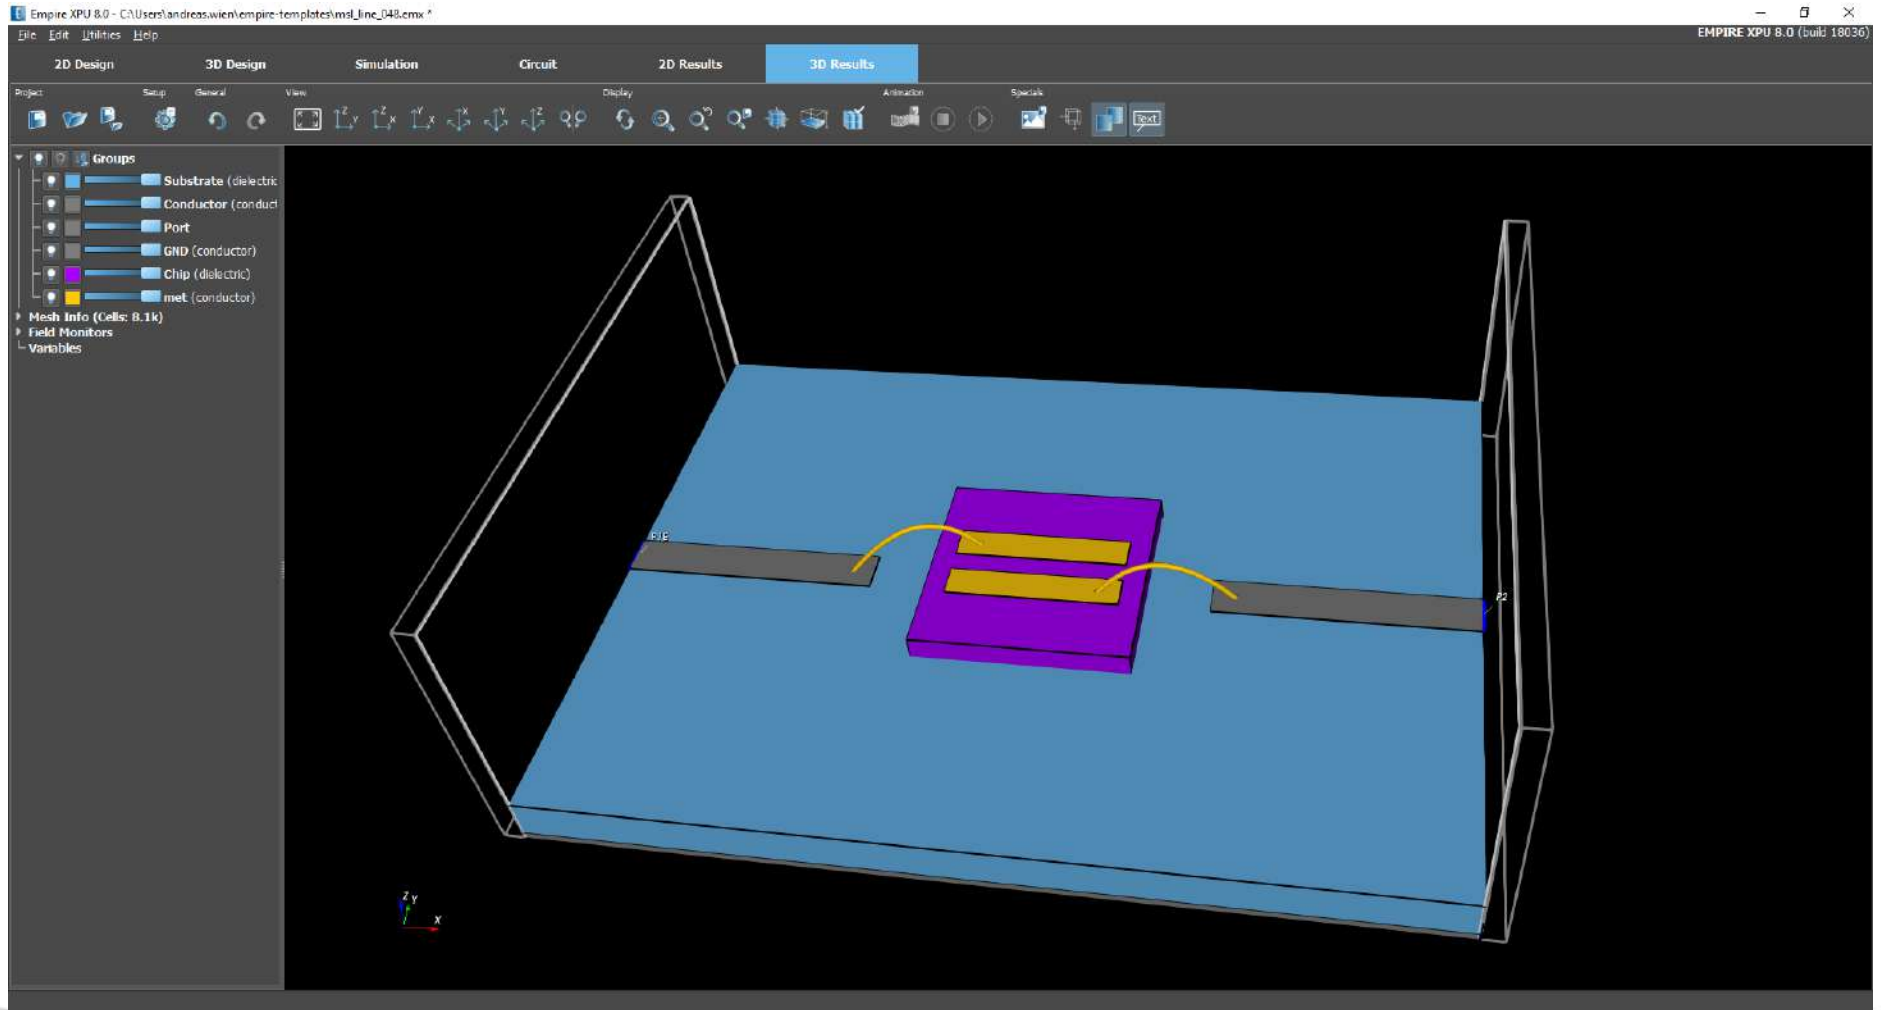 Empire XPU 8.0 - C:\Users\andreas.wien\empire-templates\msl_line_048.emx *
File Edit Utilities Help
EMPIRE XPU 8.0 (build 18036)
2D Design 3D Design Simulation Circuit 2D Results 3D Results
Project Setup General View Display Animation Specials
Z Y Z X Y X X Y Z
Text
Groups
Substrate (dielectric
Conductor (conduct
Port
GND (conductor)
Chip (dielectric)
met (conductor)
Mesh Info (Cells: 8.1k)
Field Monitors
Variables
P2
Z Y
X